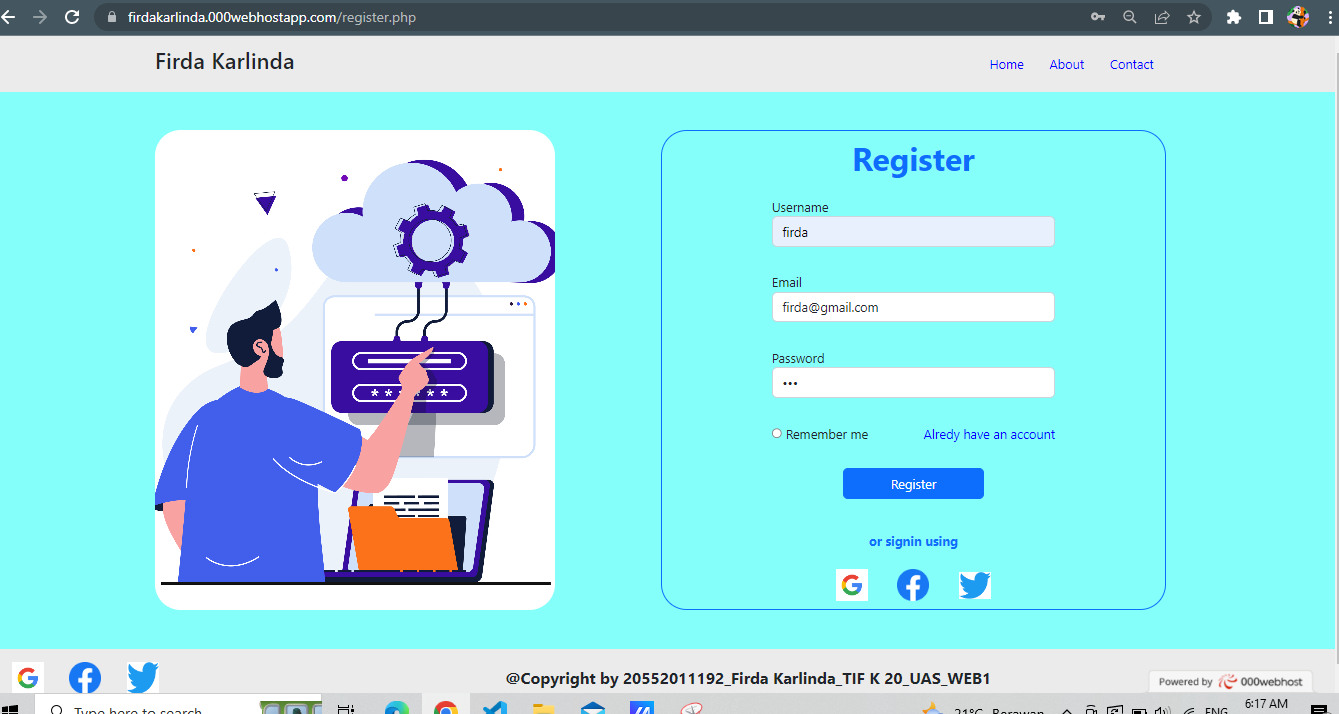 firdakarlinda.000webhostapp.com/register.php
Firda Karlinda
Home About Contact
Register
Username
firda
Email
firda@gmail.com
Password
•••
Remember me Alredy have an account
Register
or signin using
@Copyright by 20552011192_Firda Karlinda_TIF K 20_UAS_WEB1
Powered by 000webhost
Type here to search
21°C Berawan ENG 6:17 AM